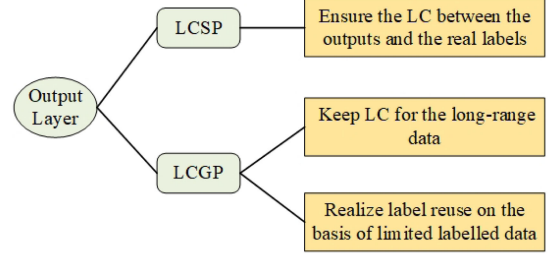 Output
Layer
LCSP
Ensure the LC between the
outputs and the real labels
LCGP
Keep LC for the long-range
data
Realize label reuse on the
basis of limited labelled data